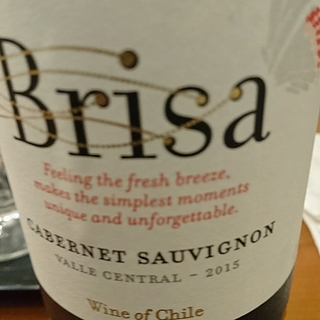 Brisa
Feeling the fresh breeze,
makes the simplest moments
unique and unforgettable.
CABERNET SAUVIGNON
VALLE CENTRAL - 2015
Wine of Chile